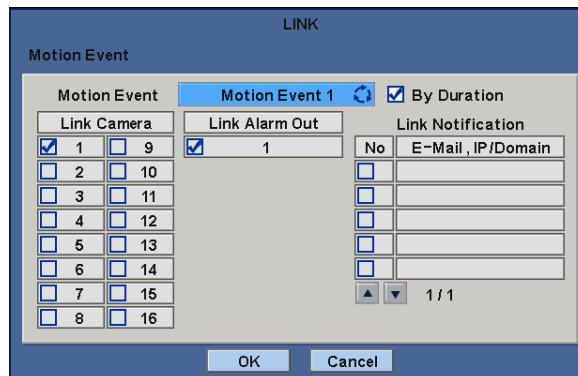 LINK
Motion Event
Motion Event Motion Event 1 By Duration
Link Camera Link Alarm Out Link Notification
1 9 1 No E-Mail , IP/Domain
2 10
3 11
4 12
5 13
6 14
7 15 1/1
8 16
OK Cancel